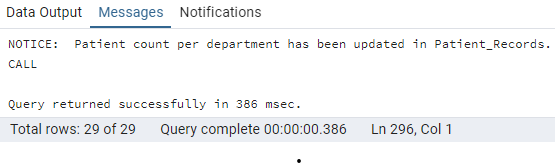 Data Output Messages Notifications
NOTICE:  Patient count per department has been updated in Patient_Records.
CALL
Query returned successfully in 386 msec.
Total rows: 29 of 29 Query complete 00:00:00.386 Ln 296, Col 1